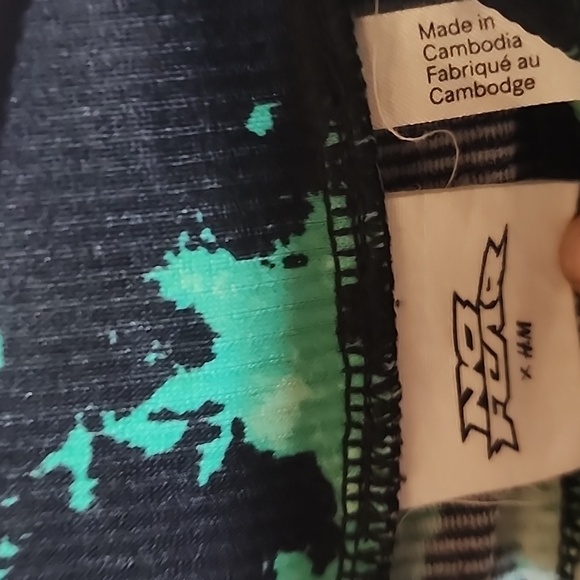 Made in
Cambodia
Fabriqué au
Cambodge
NO
FEAR
x H&M